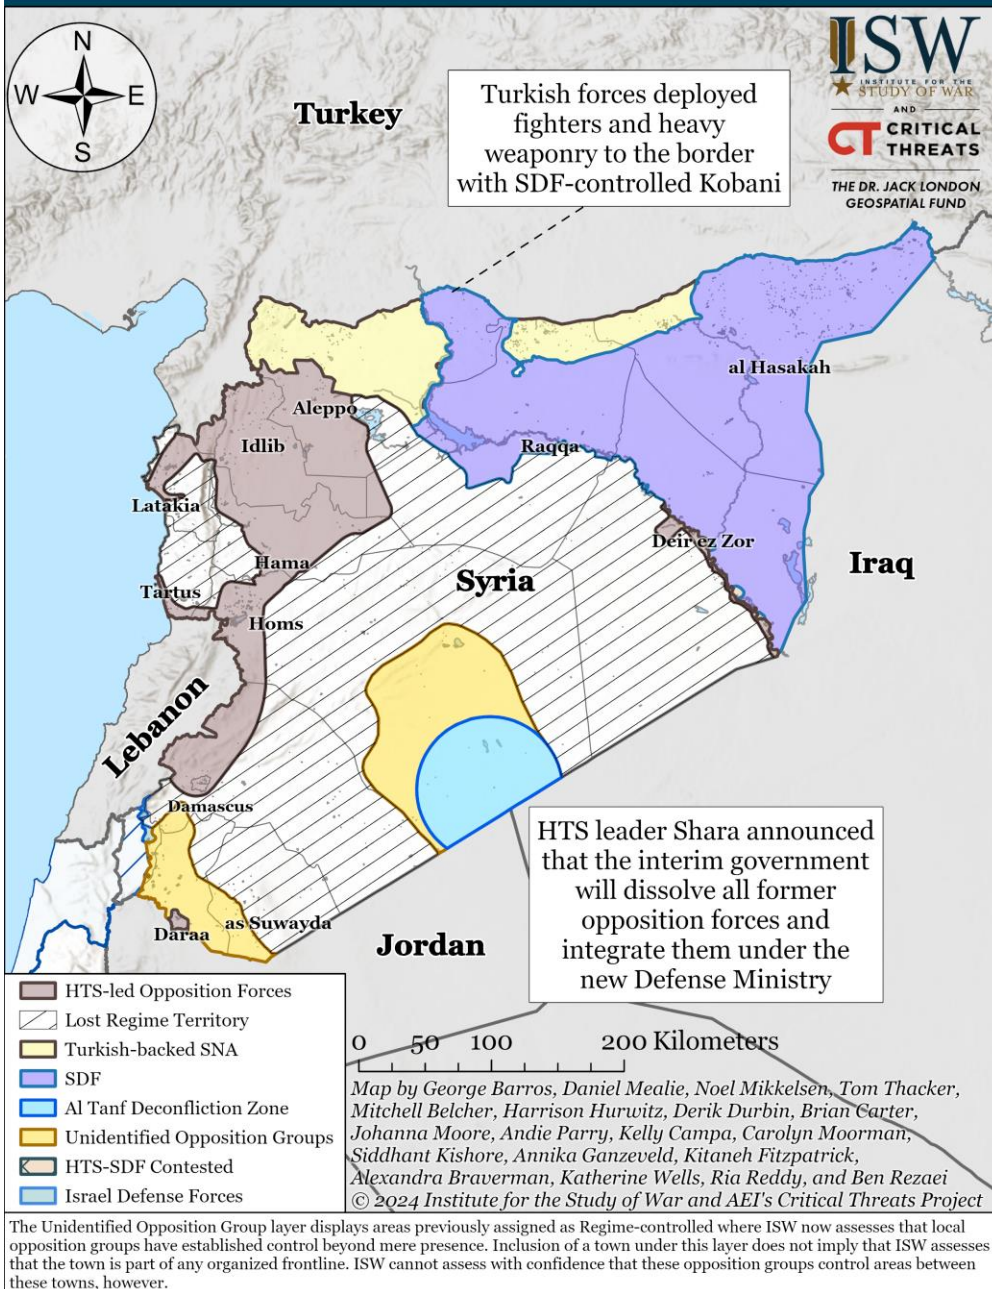 N
W E
S
ISW
INSTITUTE FOR THE
STUDY OF WAR
AND
CT CRITICAL
THREATS
THE DR. JACK LONDON
GEOSPATIAL FUND
Turkey
Turkish forces deployed
fighters and heavy
weaponry to the border
with SDF-controlled Kobani
al Hasakah
Aleppo
Idlib
Raqqa
Latakia
Deir ez Zor
Hama
Syria
Iraq
Tartus
Homs
Lebanon
Damascus
HTS leader Shara announced
that the interim government
will dissolve all former
opposition forces and
integrate them under the
new Defense Ministry
as Suwayda
Daraa
Jordan
HTS-led Opposition Forces
Lost Regime Territory
Turkish-backed SNA
SDF
Al Tanf Deconfliction Zone
Unidentified Opposition Groups
HTS-SDF Contested
Israel Defense Forces
0 50 100 200 Kilometers
Map by George Barros, Daniel Mealie, Noel Mikkelsen, Tom Thacker,
Mitchell Belcher, Harrison Hurwitz, Derik Durbin, Brian Carter,
Johanna Moore, Andie Parry, Kelly Campa, Carolyn Moorman,
Siddhant Kishore, Annika Ganzeveld, Kitaneh Fitzpatrick,
Alexandra Braverman, Katherine Wells, Ria Reddy, and Ben Rezaei
© 2024 Institute for the Study of War and AEI's Critical Threats Project
The Unidentified Opposition Group layer displays areas previously assigned as Regime-controlled where ISW now assesses that local
opposition groups have established control beyond mere presence. Inclusion of a town under this layer does not imply that ISW assesses
that the town is part of any organized frontline. ISW cannot assess with confidence that these opposition groups control areas between
these towns, however.